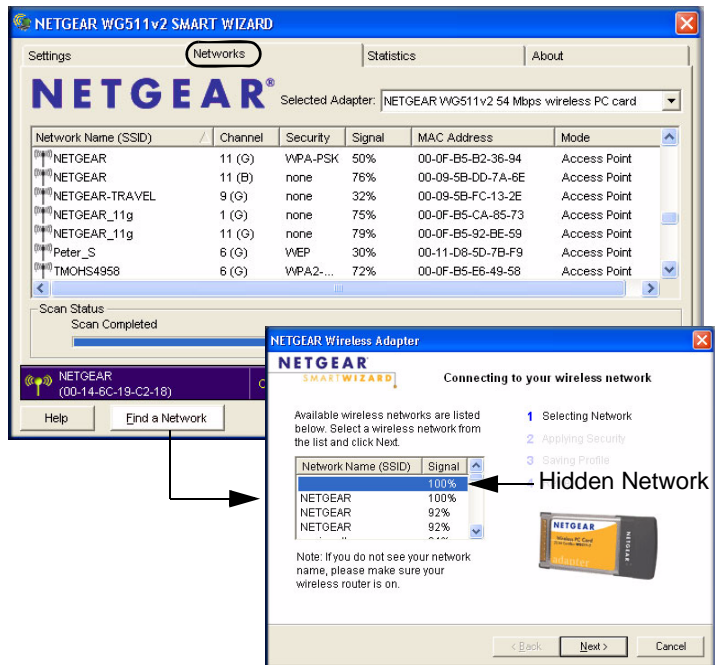 NETGEAR WG511v2 SMART WIZARD
Settings Networks Statistics About
NETGEAR® Selected Adapter: NETGEAR WG511v2 54 Mbps wireless PC card
Network Name (SSID) Channel Security Signal MAC Address Mode
NETGEAR 11 (G) WPA-PSK 50% 00-0F-B5-B2-36-94 Access Point
NETGEAR 11 (B) none 76% 00-09-5B-DD-7A-6E Access Point
NETGEAR-TRAVEL 9 (G) none 32% 00-09-5B-FC-13-2E Access Point
NETGEAR_11g 1 (G) none 75% 00-0F-B5-CA-85-73 Access Point
NETGEAR_11g 11 (G) none 79% 00-0F-B5-92-BE-59 Access Point
Peter_S 6 (G) WEP 30% 00-11-D8-5D-7B-F9 Access Point
TMOHS4958 6 (G) WPA2-... 72% 00-0F-B5-E6-49-58 Access Point
Scan Status
Scan Completed
NETGEAR
(00-14-6C-19-C2-18)
Help Find a Network
NETGEAR Wireless Adapter
NETGEAR
SMARTWIZARD Connecting to your wireless network
Available wireless networks are listed
below. Select a wireless network from
the list and click Next.
1 Selecting Network
2 Applying Security
3 Saving Profile
Network Name (SSID) Signal
100%
NETGEAR 100%
NETGEAR 92%
NETGEAR 92%
Hidden Network
Note: If you do not see your network
name, please make sure your
wireless router is on.
NETGEAR
Wireless PC Card
adapter
NETGEAR
< Back Next > Cancel